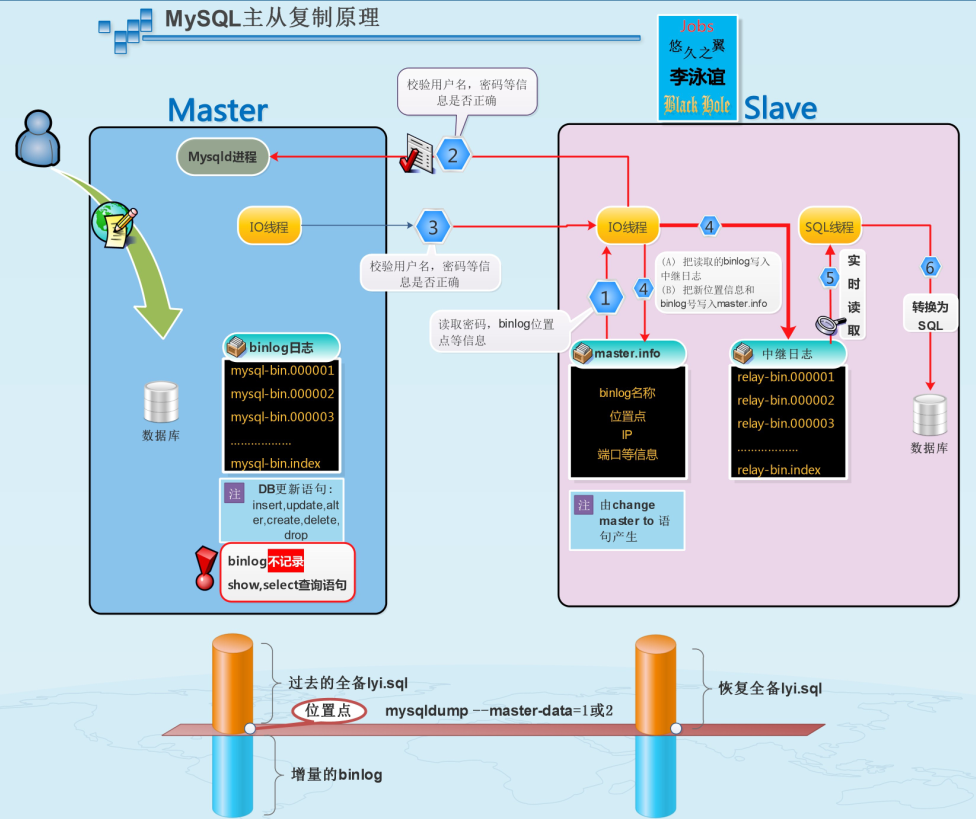 MySQL主从复制原理
Jobs
悠久之翼
李泳谊
Black Hole
Master
Slave
校验用户名，密码等信
息是否正确
Mysqld进程
2
IO线程
3
IO线程
4
SQL线程
校验用户名，密码等信
息是否正确
(A) 把读取的binlog写入
中继日志
(B) 把新位置信息和
binlog号写入master.info
1
4
5
实
时
读
取
6
转换为
SQL
读取密码，binlog位置
点等信息
binlog日志
mysql-bin.000001
mysql-bin.000002
mysql-bin.000003
………………
mysql-bin.index
数据库
master.info
binlog名称
位置点
IP
端口等信息
中继日志
relay-bin.000001
relay-bin.000002
relay-bin.000003
………………
relay-bin.index
数据库
注
DB更新语句：
insert,update,alt
er,create,delete,
drop
注
由change
master to 语
句产生
binlog不记录
show,select查询语句
过去的全备lyi.sql
位置点
mysqldump --master-data=1或2
增量的binlog
恢复全备lyi.sql